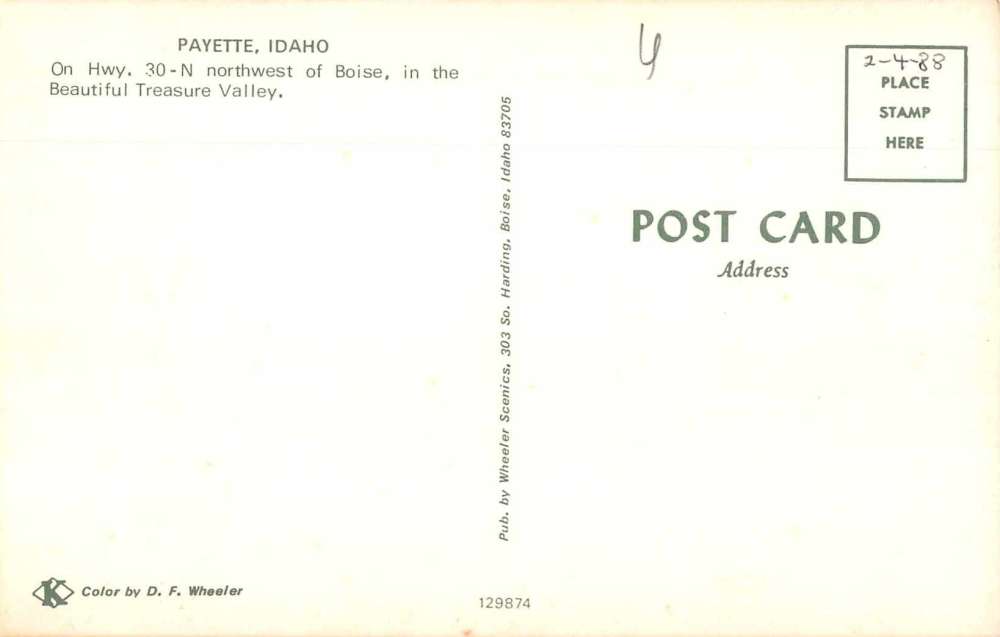 PAYETTE, IDAHO
On Hwy. 30-N northwest of Boise, in the
Beautiful Treasure Valley.
4
2-4-88
PLACE
STAMP
HERE
POST CARD
Address
Pub. by Wheeler Scenics, 303 So. Harding, Boise, Idaho 83705
K
Color by D. F. Wheeler
129874